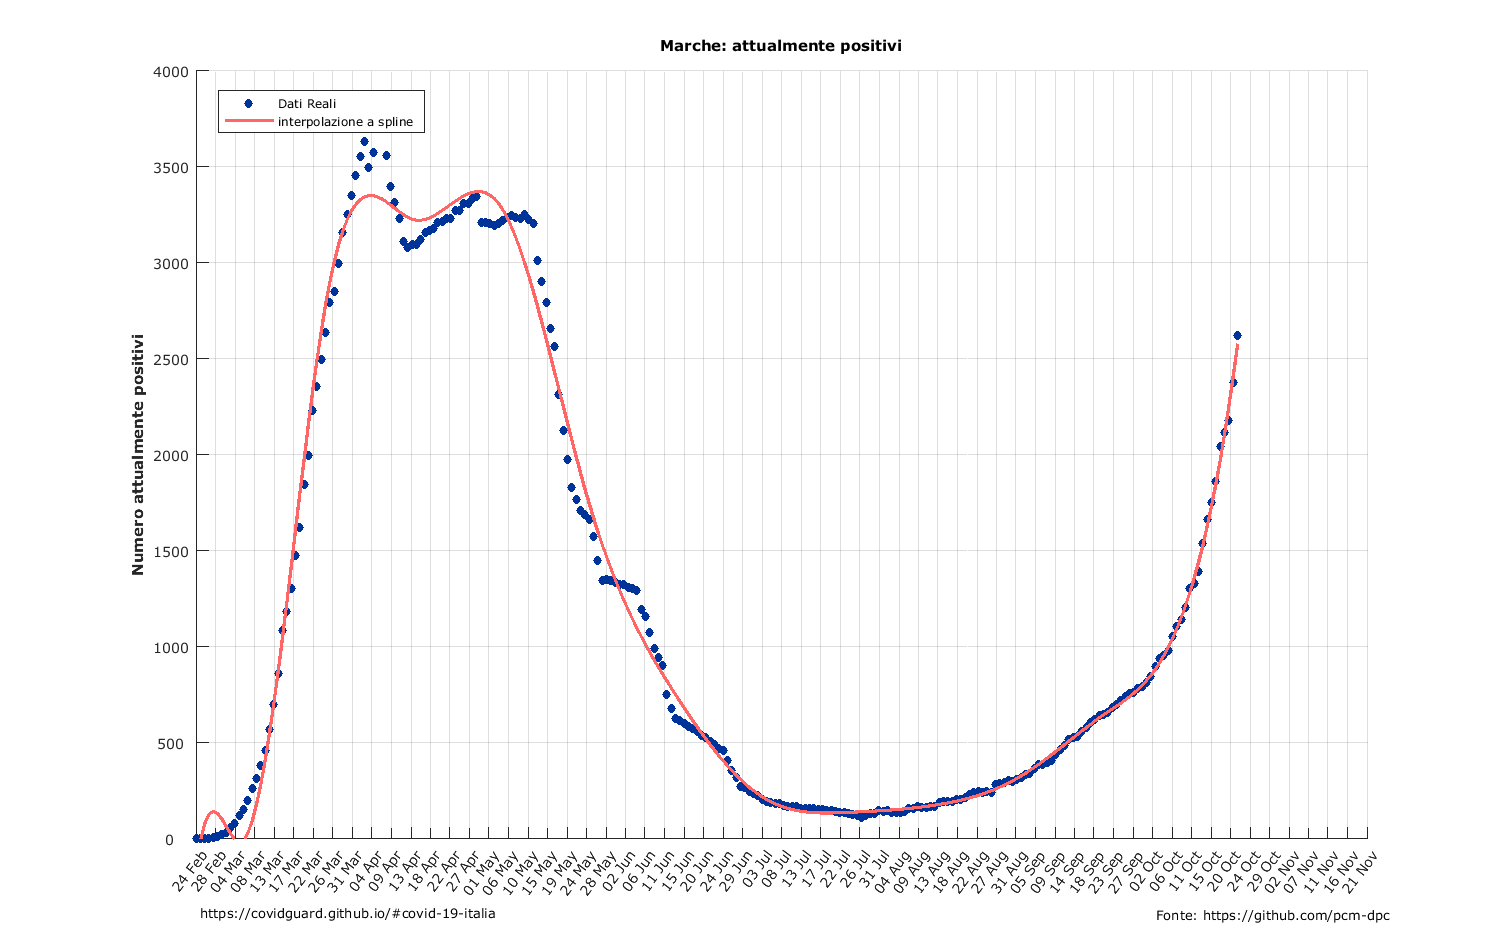 Marche: attualmente positivi
Dati Reali
interpolazione a spline
Numero attualmente positivi
4000
3500
3000
2500
2000
1500
1000
500
0
24 Feb
28 Feb
04 Mar
08 Mar
13 Mar
17 Mar
22 Mar
26 Mar
31 Mar
04 Apr
09 Apr
13 Apr
18 Apr
22 Apr
27 Apr
01 May
06 May
10 May
15 May
19 May
24 May
28 May
02 Jun
06 Jun
11 Jun
15 Jun
20 Jun
24 Jun
29 Jun
03 Jul
08 Jul
13 Jul
17 Jul
22 Jul
26 Jul
31 Jul
04 Aug
09 Aug
13 Aug
18 Aug
22 Aug
27 Aug
31 Aug
05 Sep
09 Sep
14 Sep
18 Sep
23 Sep
27 Sep
02 Oct
06 Oct
11 Oct
15 Oct
20 Oct
24 Oct
29 Oct
02 Nov
07 Nov
11 Nov
16 Nov
21 Nov
https://covidguard.github.io/#covid-19-italia
Fonte: https://github.com/pcm-dpc